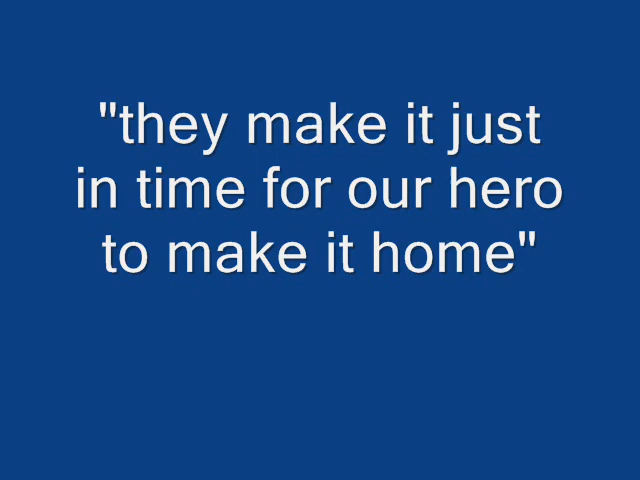 "they make it just
in time for our hero
to make it home"